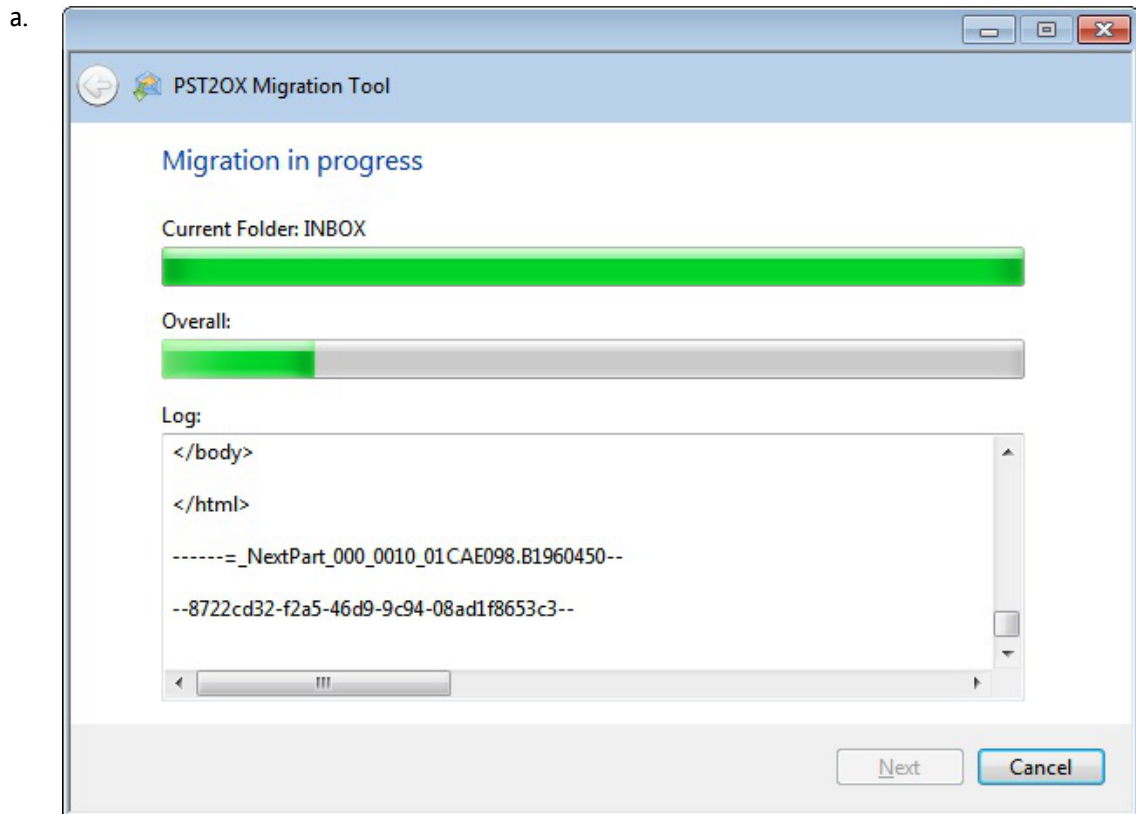 a.
PST2OX Migration Tool
Migration in progress
Current Folder: INBOX
Overall:
Log:
</body>
</html>
------=_NextPart_000_0010_01CAE098.B1960450--
--8722cd32-f2a5-46d9-9c94-08ad1f8653c3--
Next Cancel